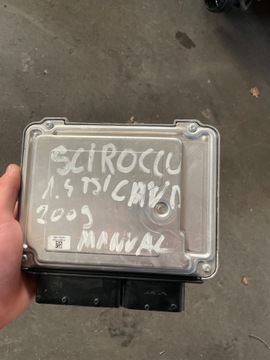 SCIROCCO
1.4 TSI CAVD
2009
MANUAL